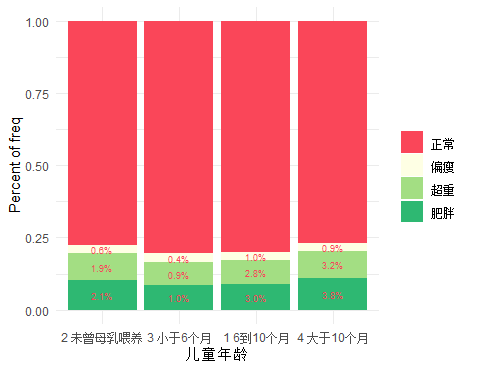 1.00
0.75
0.50
0.25
0.00
Percent of freq
0.6%
1.9%
2.1%
0.4%
0.9%
1.0%
2.8%
0.9%
3.2%
2 未曾母乳喂养
3 小于6个月
1 6到10个月
4 大于10个月
儿童年龄
正常
偏瘦
超重
肥胖